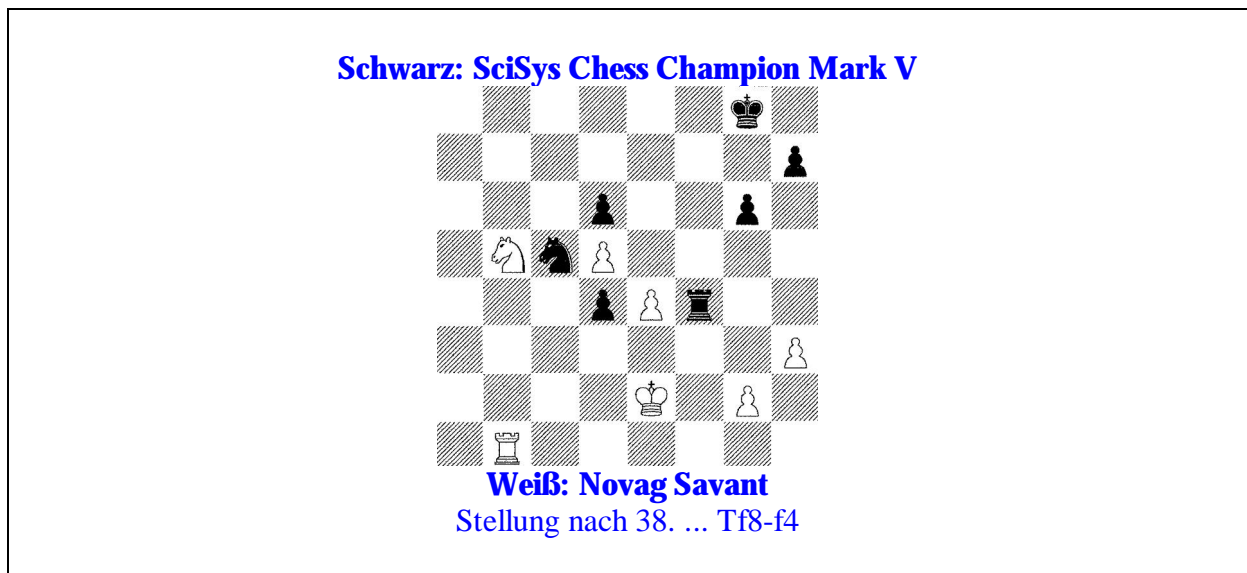 Schwarz: SciSys Chess Champion Mark V
Weiß: Novag Savant
Stellung nach 38. ... Tf8-f4